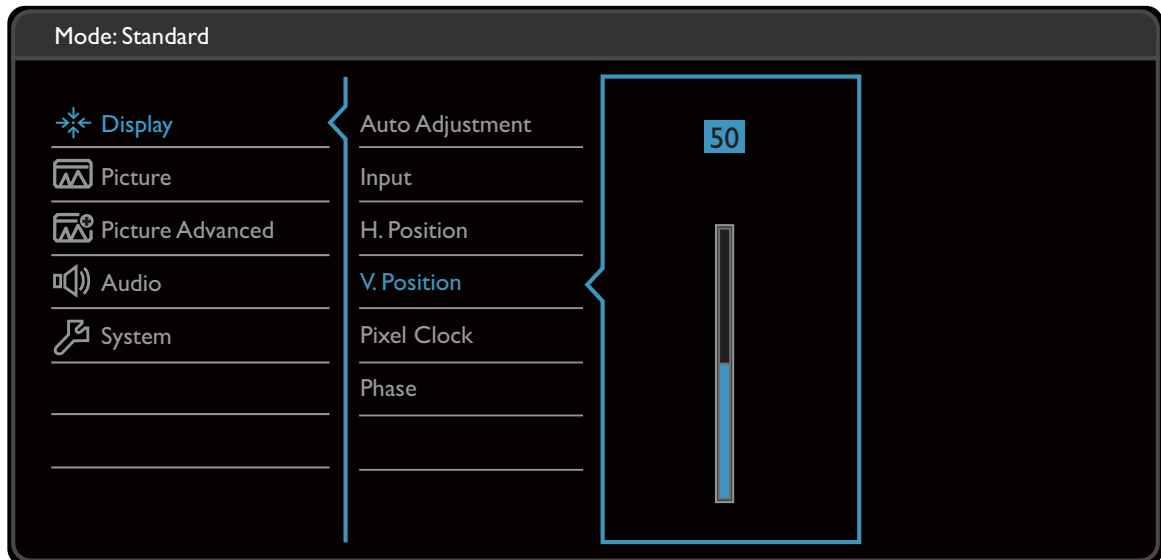 Mode: Standard
Display
Picture
Picture Advanced
Audio
System
Auto Adjustment
Input
H. Position
V. Position
Pixel Clock
Phase
50